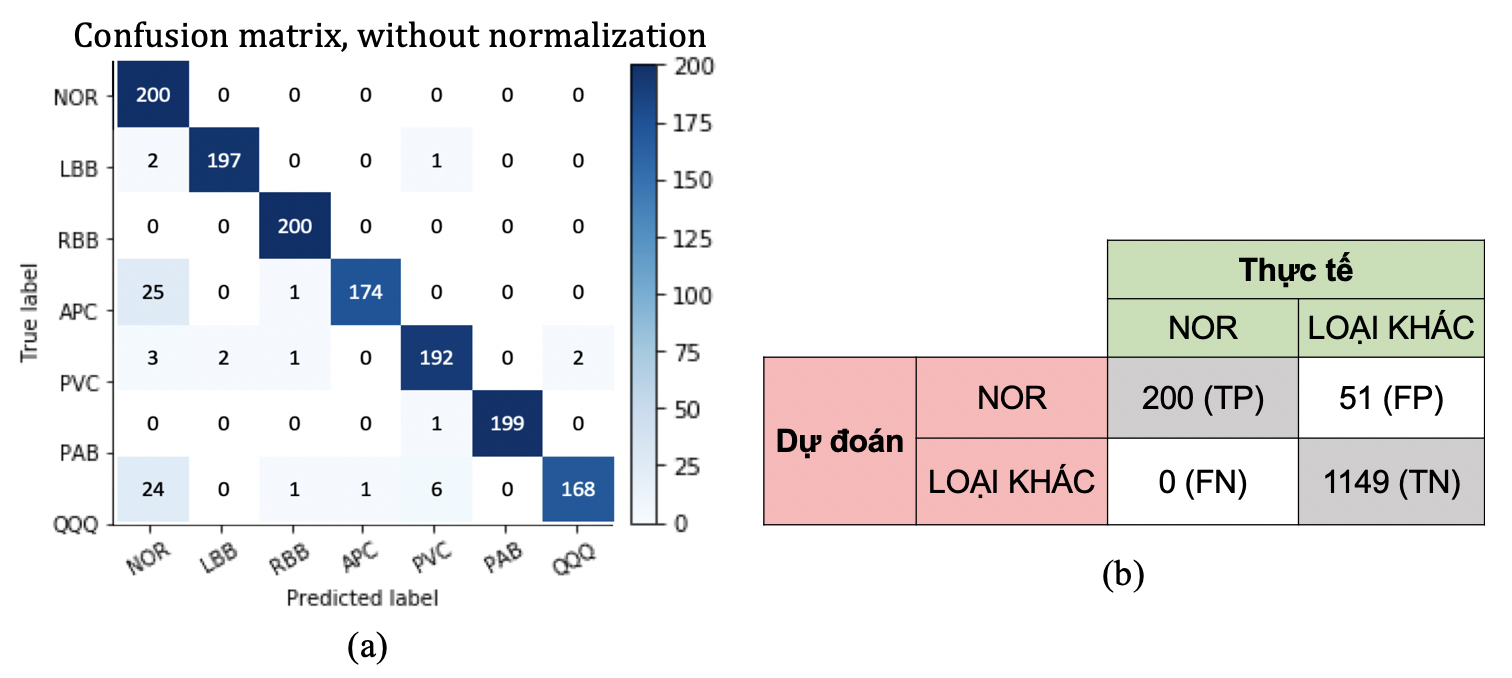 Confusion matrix, without normalization
NOR 200 0 0 0 0 0 0
LBB 2 197 0 0 1 0 0
RBB 0 0 200 0 0 0 0
APC 25 0 1 174 0 0 0
PVC 3 2 1 0 192 0 2
PAB 0 0 0 0 1 199 0
QQQ 24 0 1 1 6 0 168
NOR LBB RBB APC PVC PAB QQQ
True label
Predicted label
200
175
150
125
100
75
50
25
0
(a)
Thực tế
NOR LOẠI KHÁC
Dự đoán
NOR 200 (TP) 51 (FP)
LOẠI KHÁC 0 (FN) 1149 (TN)
(b)